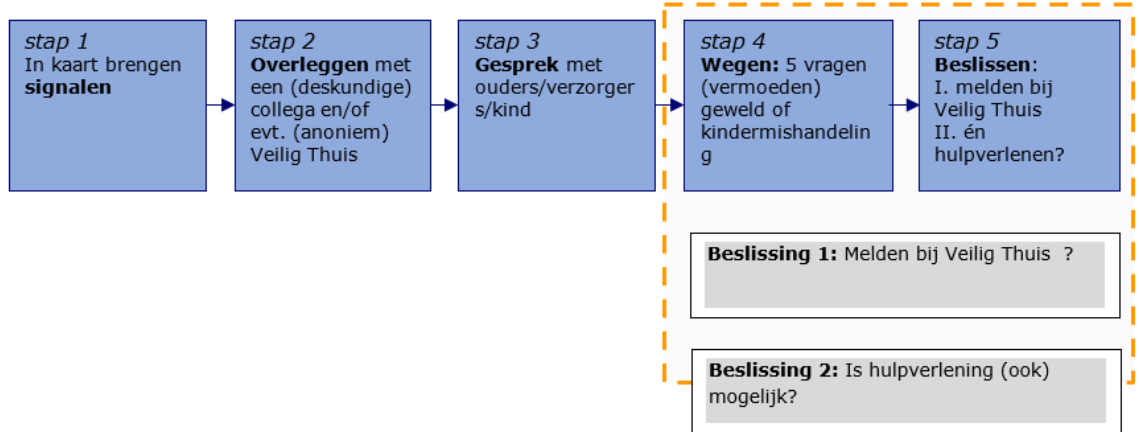 stap 1
In kaart brengen
signalen
stap 2
Overleggen met
een (deskundige)
collega en/of
evt. (anoniem)
Veilig Thuis
stap 3
Gesprek met
ouders/verzorger
s/kind
stap 4
Wegen: 5 vragen
(vermoeden)
geweld of
kindermishandelin
g
stap 5
Beslissen:
I. melden bij
Veilig Thuis
II. én
hulpverlenen?
Beslissing 1: Melden bij Veilig Thuis ?
Beslissing 2: Is hulpverlening (ook)
mogelijk?